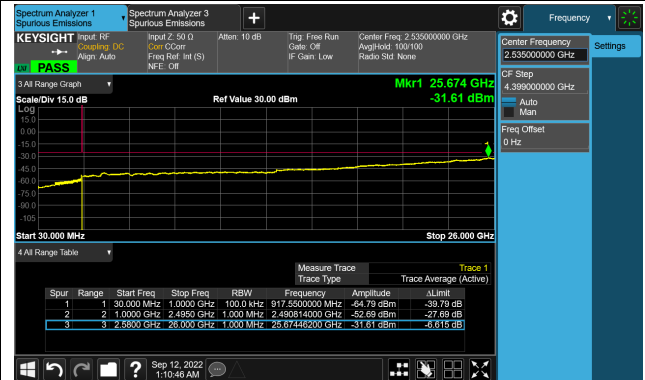 Spectrum Analyzer 1
Spurious Emissions
Spectrum Analyzer 3
Spurious Emissions
Frequency
KEYSIGHT
Input: RF
Coupling: DC
Align: Auto
Input Z: 50 Ω
Corr CCorr
Freq Ref: Int (S)
NFE: Off
Atten: 10 dB
Trig: Free Run
Gate: Off
IF Gain: Low
Center Freq: 2.535000000 GHz
Avg|Hold: 100/100
Radio Std: None
LXI PASS
Center Frequency
2.535000000 GHz
Settings
CF Step
4.399000000 GHz
Auto
Man
Freq Offset
0 Hz
3 All Range Graph
Mkr1 25.674 GHz
Scale/Div 15.0 dB
Ref Value 30.00 dBm
-31.61 dBm
Log
15.0
0.00
-15.0
-30.0
-45.0
-60.0
-75.0
-90.0
-105
1
Start 30.000 MHz
Stop 26.000 GHz
4 All Range Table
Measure Trace Trace 1
Trace Type Trace Average (Active)
Spur Range Start Freq Stop Freq RBW Frequency Amplitude ΔLimit
1 1 30.000 MHz 1.0000 GHz 100.0 kHz 917.5500000 MHz -64.79 dBm -39.79 dB
2 2 1.0000 GHz 2.4950 GHz 1.000 MHz 2.490814000 GHz -52.69 dBm -27.69 dB
3 3 2.5800 GHz 26.000 GHz 1.000 MHz 25.67446200 GHz -31.61 dBm -6.615 dB
Sep 12, 2022
1:10:46 AM